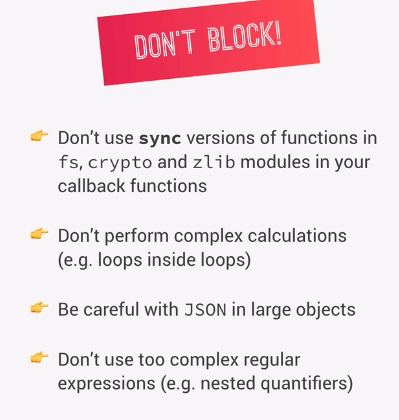 DON'T BLOCK!
Don't use sync versions of functions in
fs, crypto and zlib modules in your
callback functions
Don't perform complex calculations
(e.g. loops inside loops)
Be careful with JSON in large objects
Don't use too complex regular
expressions (e.g. nested quantifiers)